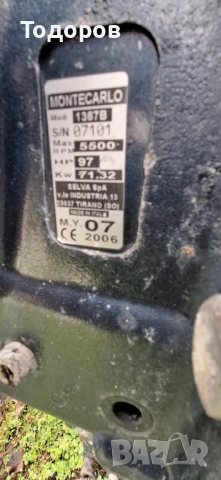 Тодоров
MONTECARLO
Mod. 1367B
S/N 07101
Max RPM 5500
HP 97
Kw 71.32
SELVA SpA
v.le INDUSTRIA 13
23037 TIRANO (SO)
MADE IN ITALY
M.Y. 07
CE 2006
BAZAR